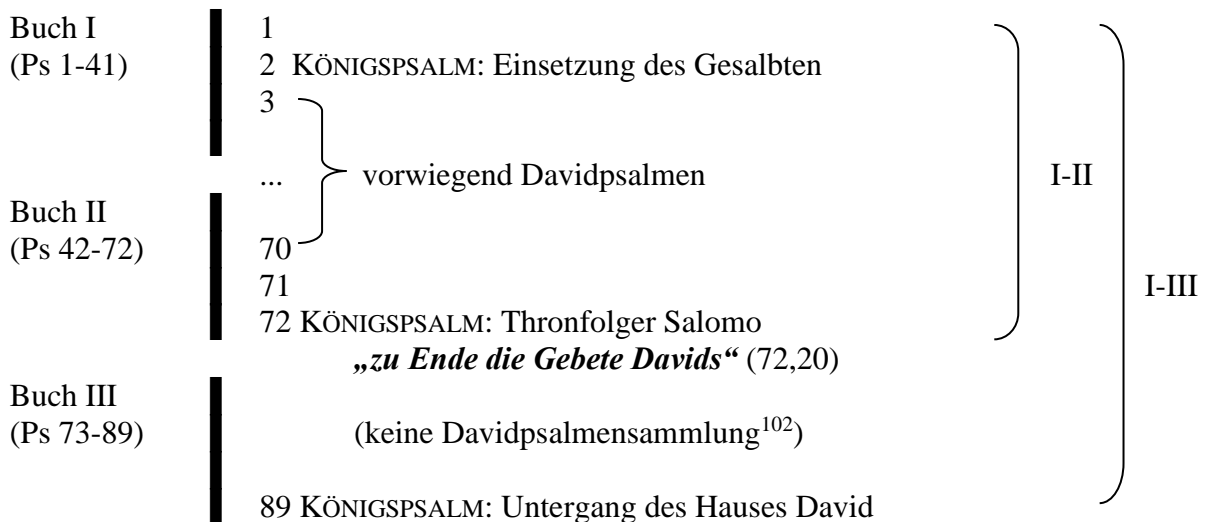 Buch I 1
(Ps 1-41) 2 KÖNIGSPSALM: Einsetzung des Gesalbten
3
... vorwiegend Davidpsalmen I-II
Buch II
(Ps 42-72) 70
71 I-III
72 KÖNIGSPSALM: Thronfolger Salomo
„zu Ende die Gebete Davids“ (72,20)
Buch III
(Ps 73-89) (keine Davidpsalmensammlung102)
89 KÖNIGSPSALM: Untergang des Hauses David